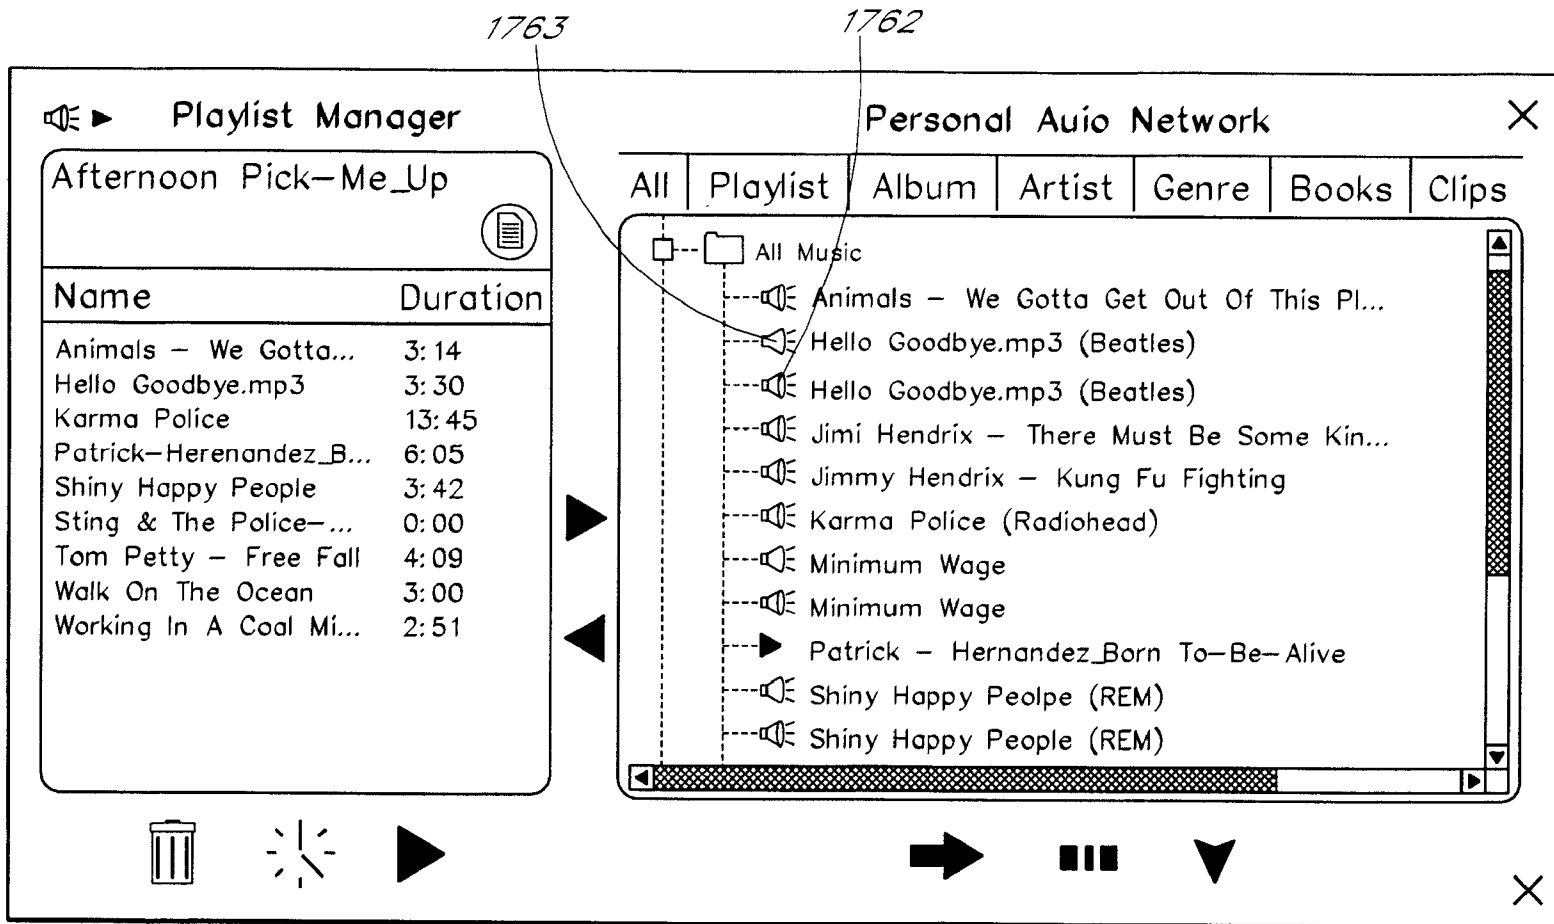 1763
1762
Playlist Manager
Personal Auio Network
Afternoon Pick-Me_Up
Name Duration
Animals - We Gotta... 3:14
Hello Goodbye.mp3 3:30
Karma Police 13:45
Patrick-Herenandez_B... 6:05
Shiny Happy People 3:42
Sting & The Police-... 0:00
Tom Petty - Free Fall 4:09
Walk On The Ocean 3:00
Working In A Coal Mi... 2:51
All Playlist Album Artist Genre Books Clips
All Music
Animals - We Gotta Get Out Of This Pl...
Hello Goodbye.mp3 (Beatles)
Hello Goodbye.mp3 (Beatles)
Jimi Hendrix - There Must Be Some Kin...
Jimmy Hendrix - Kung Fu Fighting
Karma Police (Radiohead)
Minimum Wage
Minimum Wage
Patrick - Hernandez_Born To-Be-Alive
Shiny Happy Peolpe (REM)
Shiny Happy People (REM)